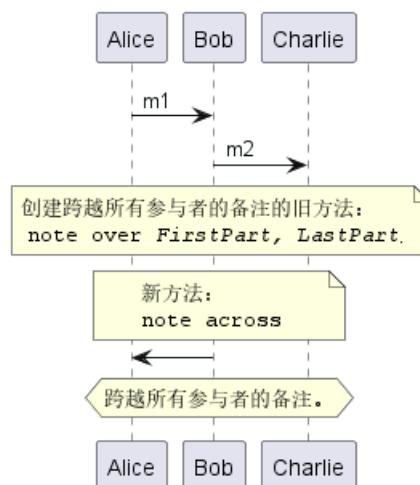 Alice Bob Charlie
m1
m2
创建跨越所有参与者的备注的旧方法:
note over FirstPart, LastPart.
新方法:
note across
跨越所有参与者的备注。
Alice Bob Charlie